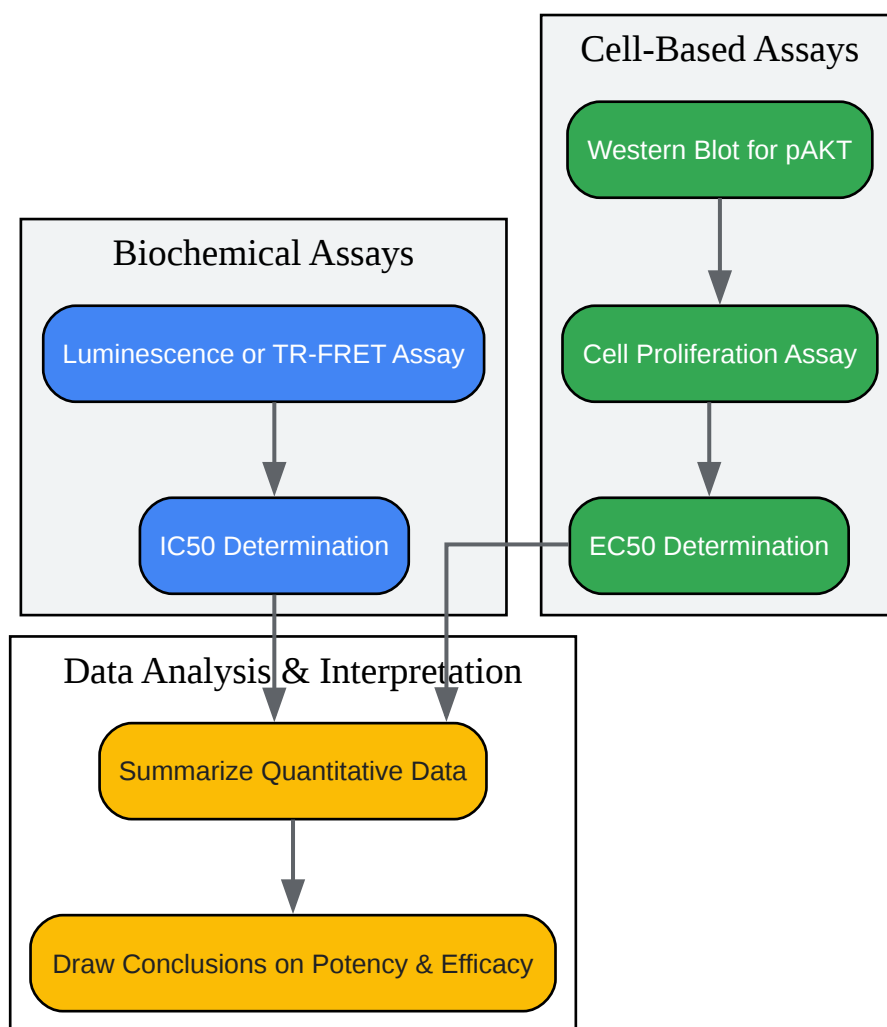 Cell-Based Assays
Western Blot for pAKT
Cell Proliferation Assay
EC50 Determination
Biochemical Assays
Luminescence or TR-FRET Assay
IC50 Determination
Data Analysis & Interpretation
Summarize Quantitative Data
Draw Conclusions on Potency & Efficacy